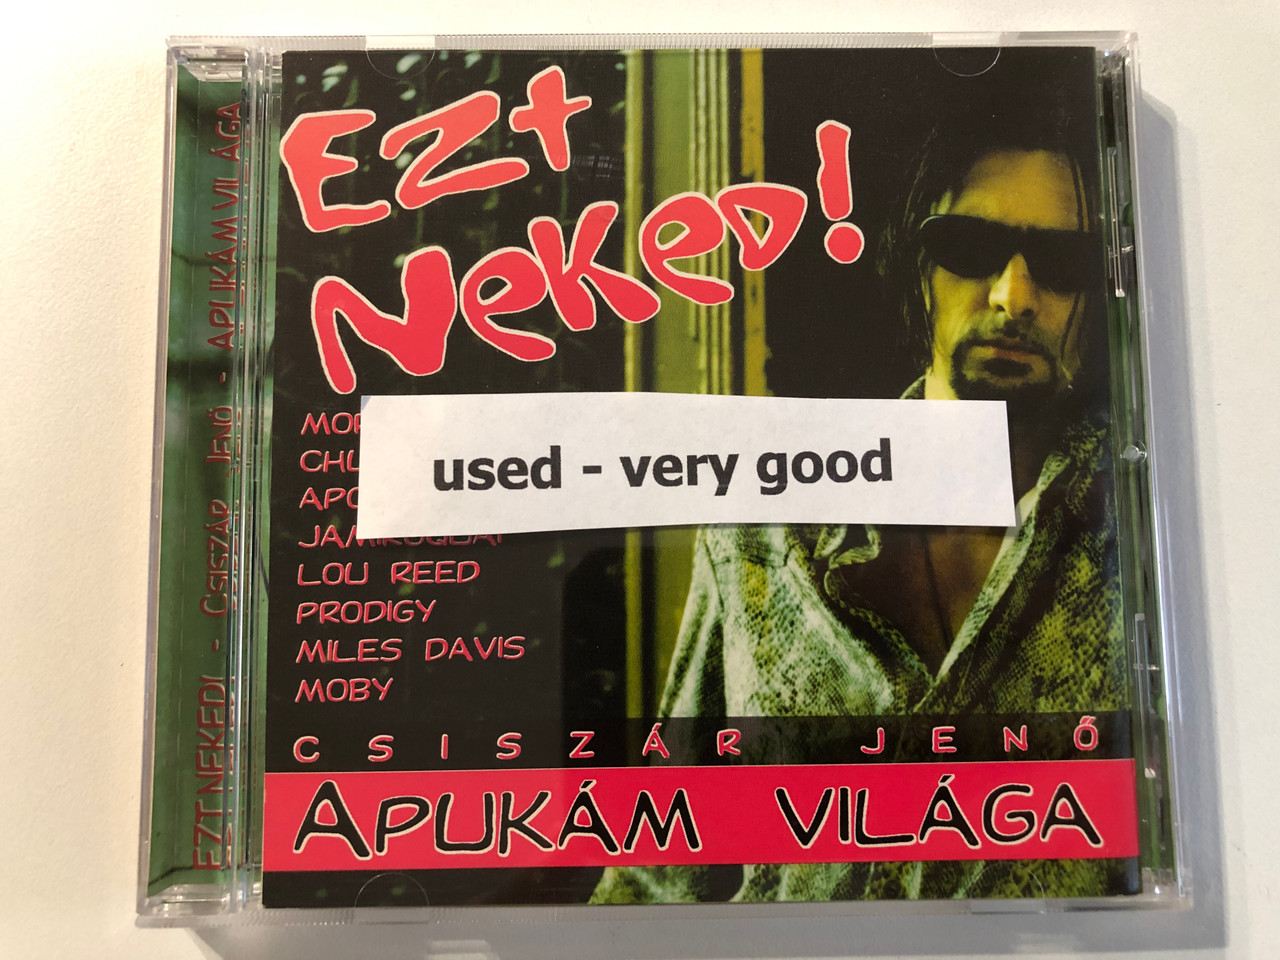 Ezt
Neked!
used - very good
JAMIROQUAI
LOU REED
PRODIGY
MILES DAVIS
MOBY
CSISZÁR JENŐ
APUKÁM VILÁGA
EZT NEKED! - CSISZÁR JENŐ - APUKÁM VILÁGA